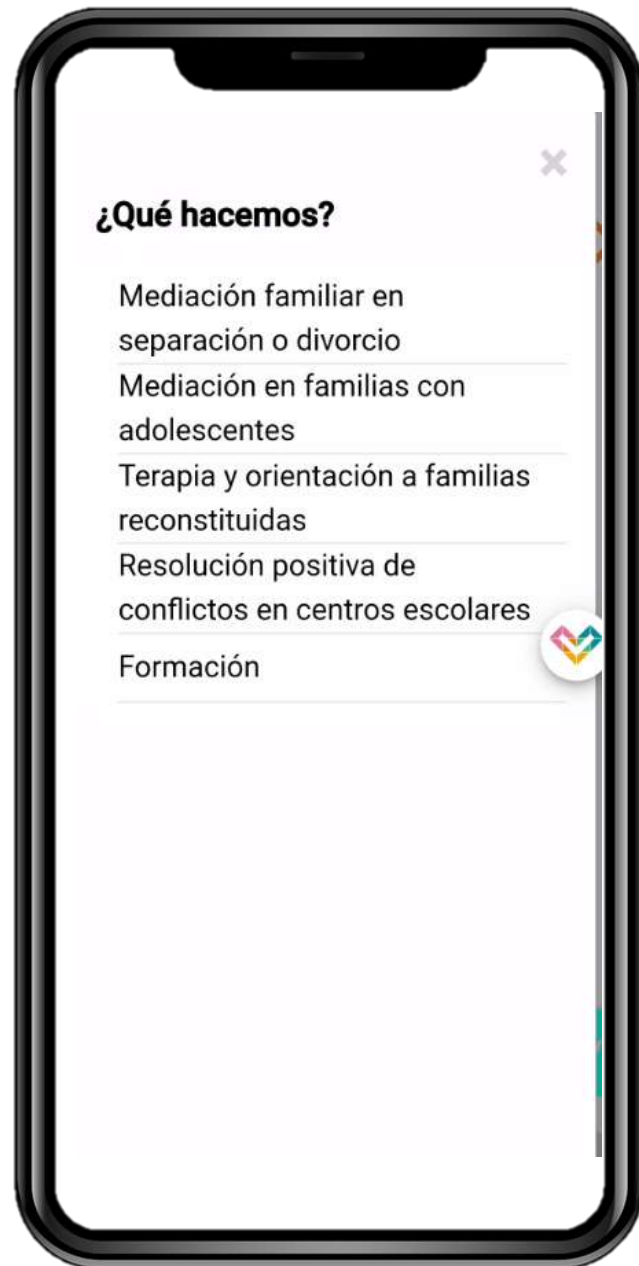 ¿Qué hacemos?
Mediación familiar en
separación o divorcio
Mediación en familias con
adolescentes
Terapia y orientación a familias
reconstituidas
Resolución positiva de
conflictos en centros escolares
Formación